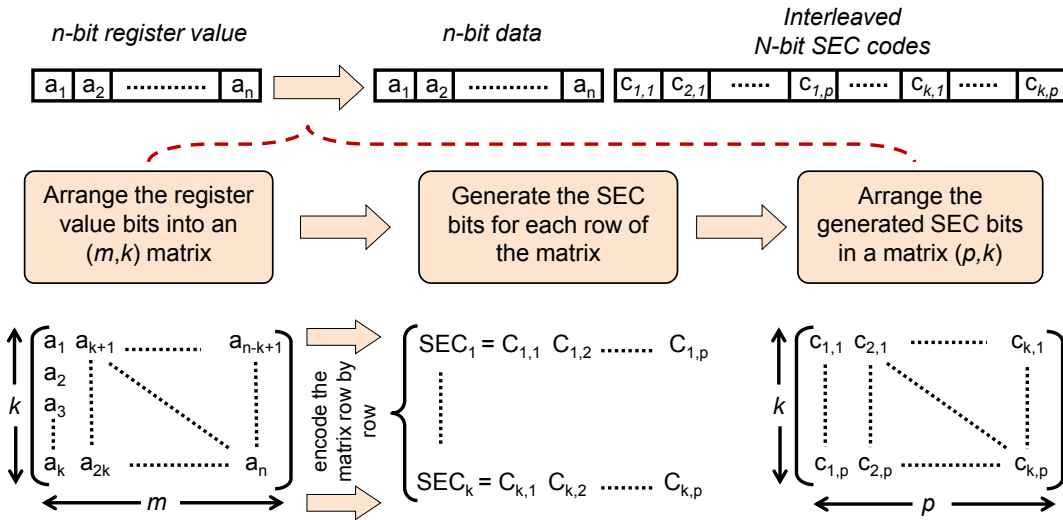 n-bit register value
n-bit data
Interleaved
N-bit SEC codes
a1 a2 ............. an
a1 a2 ............. an
c1,1 c2,1 ...... c1,p ...... ck,1 ...... ck,p
Arrange the register
value bits into an
(m,k) matrix
Generate the SEC
bits for each row of
the matrix
Arrange the
generated SEC bits
in a matrix (p,k)
k
a1 ak+1 ......... an-k+1
a2
a3
ak a2k ............ an
m
encode the
matrix row by
row
SEC1 = C1,1 C1,2 ....... C1,p
SECk = Ck,1 Ck,2 ....... Ck,p
k
c1,1 c2,1 ............ ck,1
c1,p c2,p ............ ck,p
p